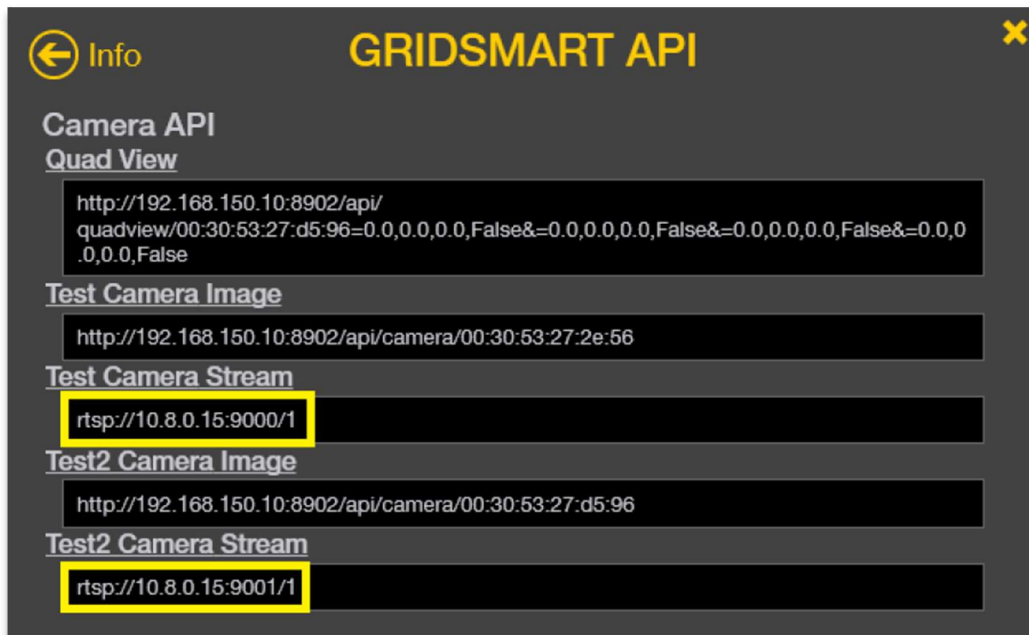 Info
GRIDSMART API
Camera API
Quad View
http://192.168.150.10:8902/api/
quadview/00:30:53:27:d5:96=0.0,0.0,0.0,False&=0.0,0.0,0.0,False&=0.0,0.0,0.0,False&=0.0,0
.0,0.0,False
Test Camera Image
http://192.168.150.10:8902/api/camera/00:30:53:27:2e:56
Test Camera Stream
rtsp://10.8.0.15:9000/1
Test2 Camera Image
http://192.168.150.10:8902/api/camera/00:30:53:27:d5:96
Test2 Camera Stream
rtsp://10.8.0.15:9001/1